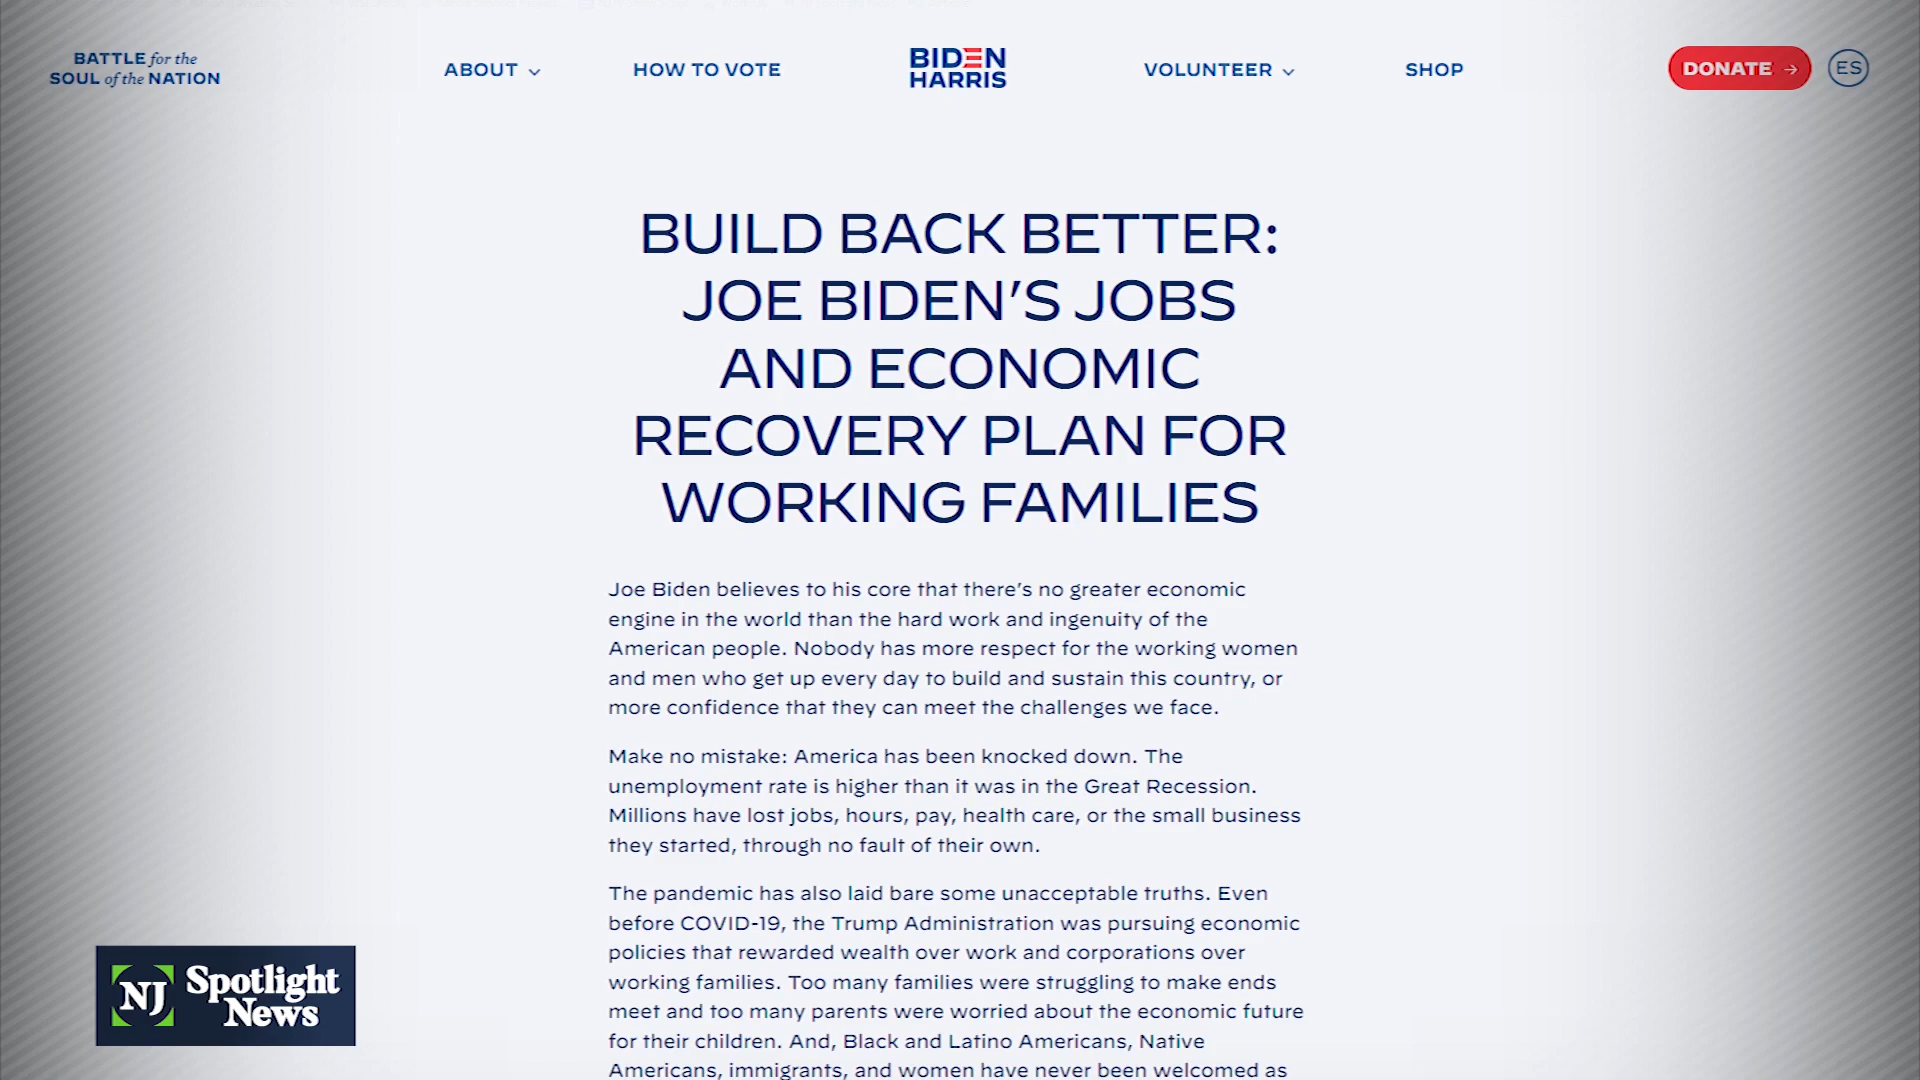 BATTLE for the
SOUL of the NATION
ABOUT
HOW TO VOTE
BIDEN
HARRIS
VOLUNTEER
SHOP
DONATE →
ES
BUILD BACK BETTER:
JOE BIDEN’S JOBS
AND ECONOMIC
RECOVERY PLAN FOR
WORKING FAMILIES
Joe Biden believes to his core that there’s no greater economic
engine in the world than the hard work and ingenuity of the
American people. Nobody has more respect for the working women
and men who get up every day to build and sustain this country, or
more confidence that they can meet the challenges we face.
Make no mistake: America has been knocked down. The
unemployment rate is higher than it was in the Great Recession.
Millions have lost jobs, hours, pay, health care, or the small business
they started, through no fault of their own.
The pandemic has also laid bare some unacceptable truths. Even
before COVID-19, the Trump Administration was pursuing economic
policies that rewarded wealth over work and corporations over
working families. Too many families were struggling to make ends
meet and too many parents were worried about the economic future
for their children. And, Black and Latino Americans, Native
Americans, immigrants, and women have never been welcomed as
NJ Spotlight
News